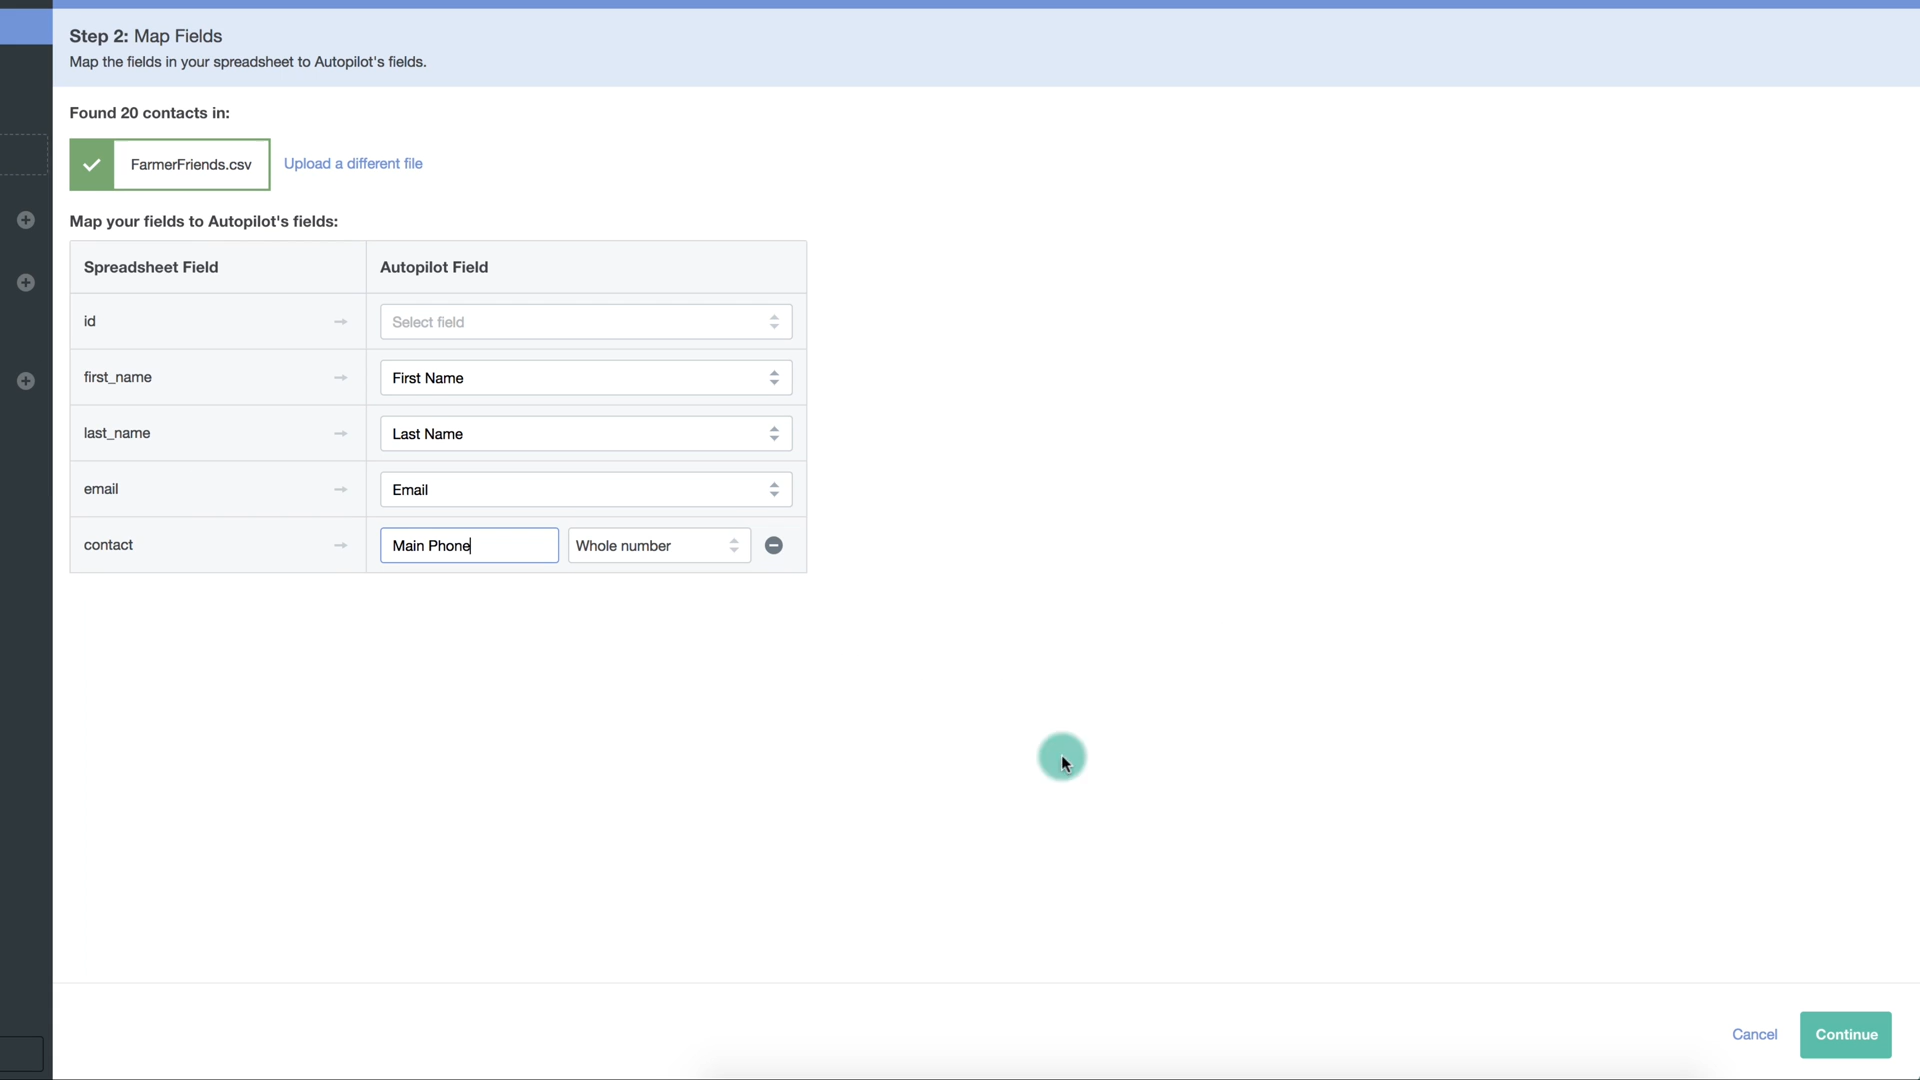 Step 2: Map Fields
Map the fields in your spreadsheet to Autopilot's fields.
Found 20 contacts in:
FarmerFriends.csv
Upload a different file
Map your fields to Autopilot's fields:
Spreadsheet Field
Autopilot Field
id
Select field
first_name
First Name
last_name
Last Name
email
Email
contact
Main Phone
Whole number
Cancel
Continue